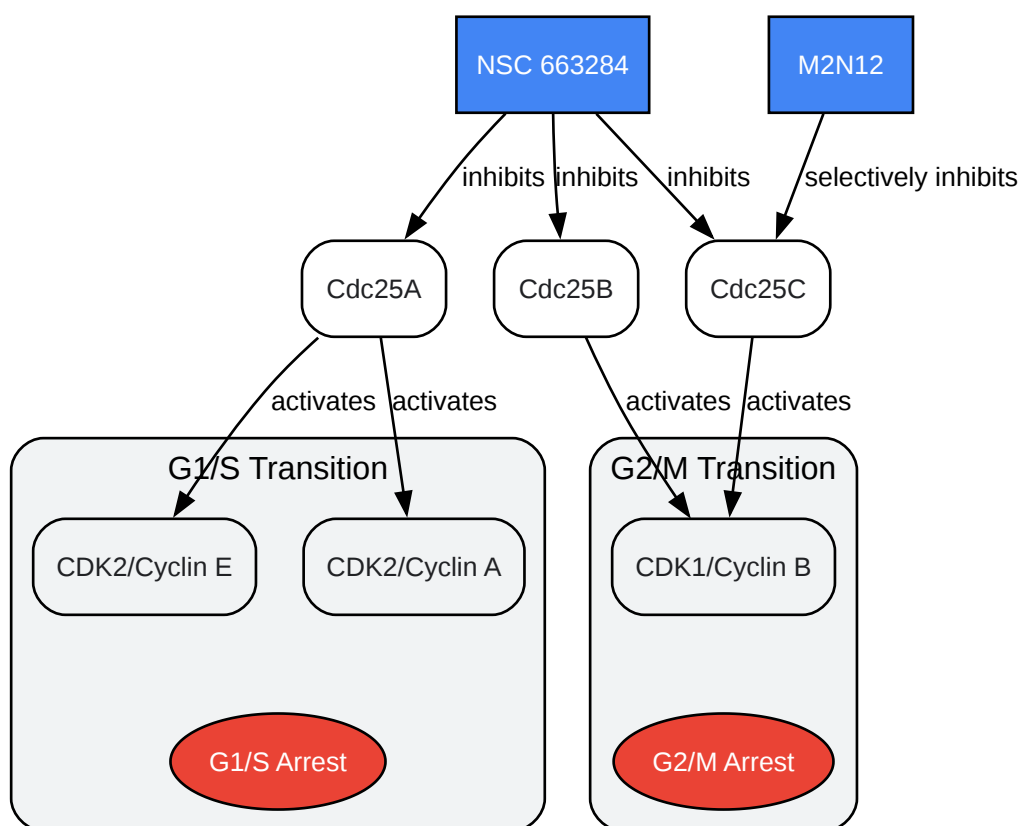 NSC 663284
M2N12
inhibits
inhibits
inhibits
selectively inhibits
Cdc25A
Cdc25B
Cdc25C
activates
activates
activates
activates
G1/S Transition
G2/M Transition
CDK2/Cyclin E
CDK2/Cyclin A
CDK1/Cyclin B
G1/S Arrest
G2/M Arrest